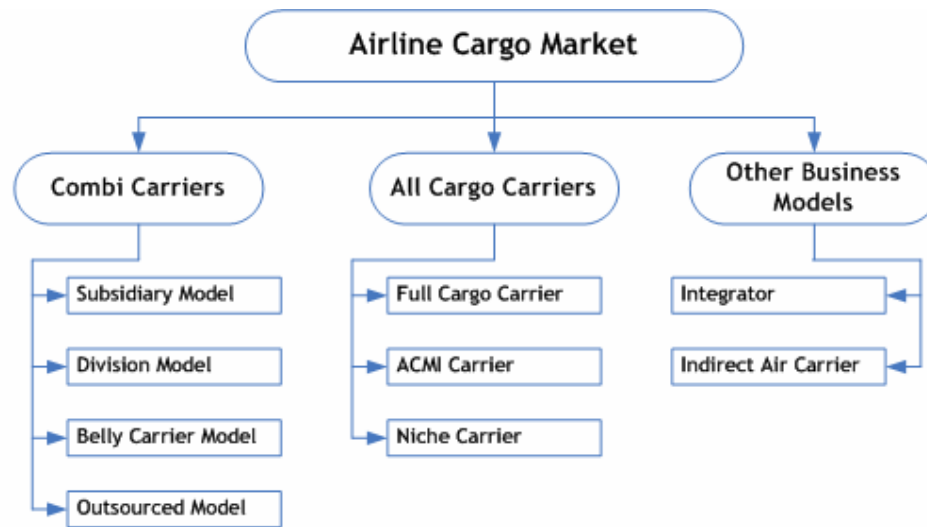 Airline Cargo Market
Combi Carriers
All Cargo Carriers
Other Business
Models
Subsidiary Model
Division Model
Belly Carrier Model
Outsourced Model
Full Cargo Carrier
ACMI Carrier
Niche Carrier
Integrator
Indirect Air Carrier